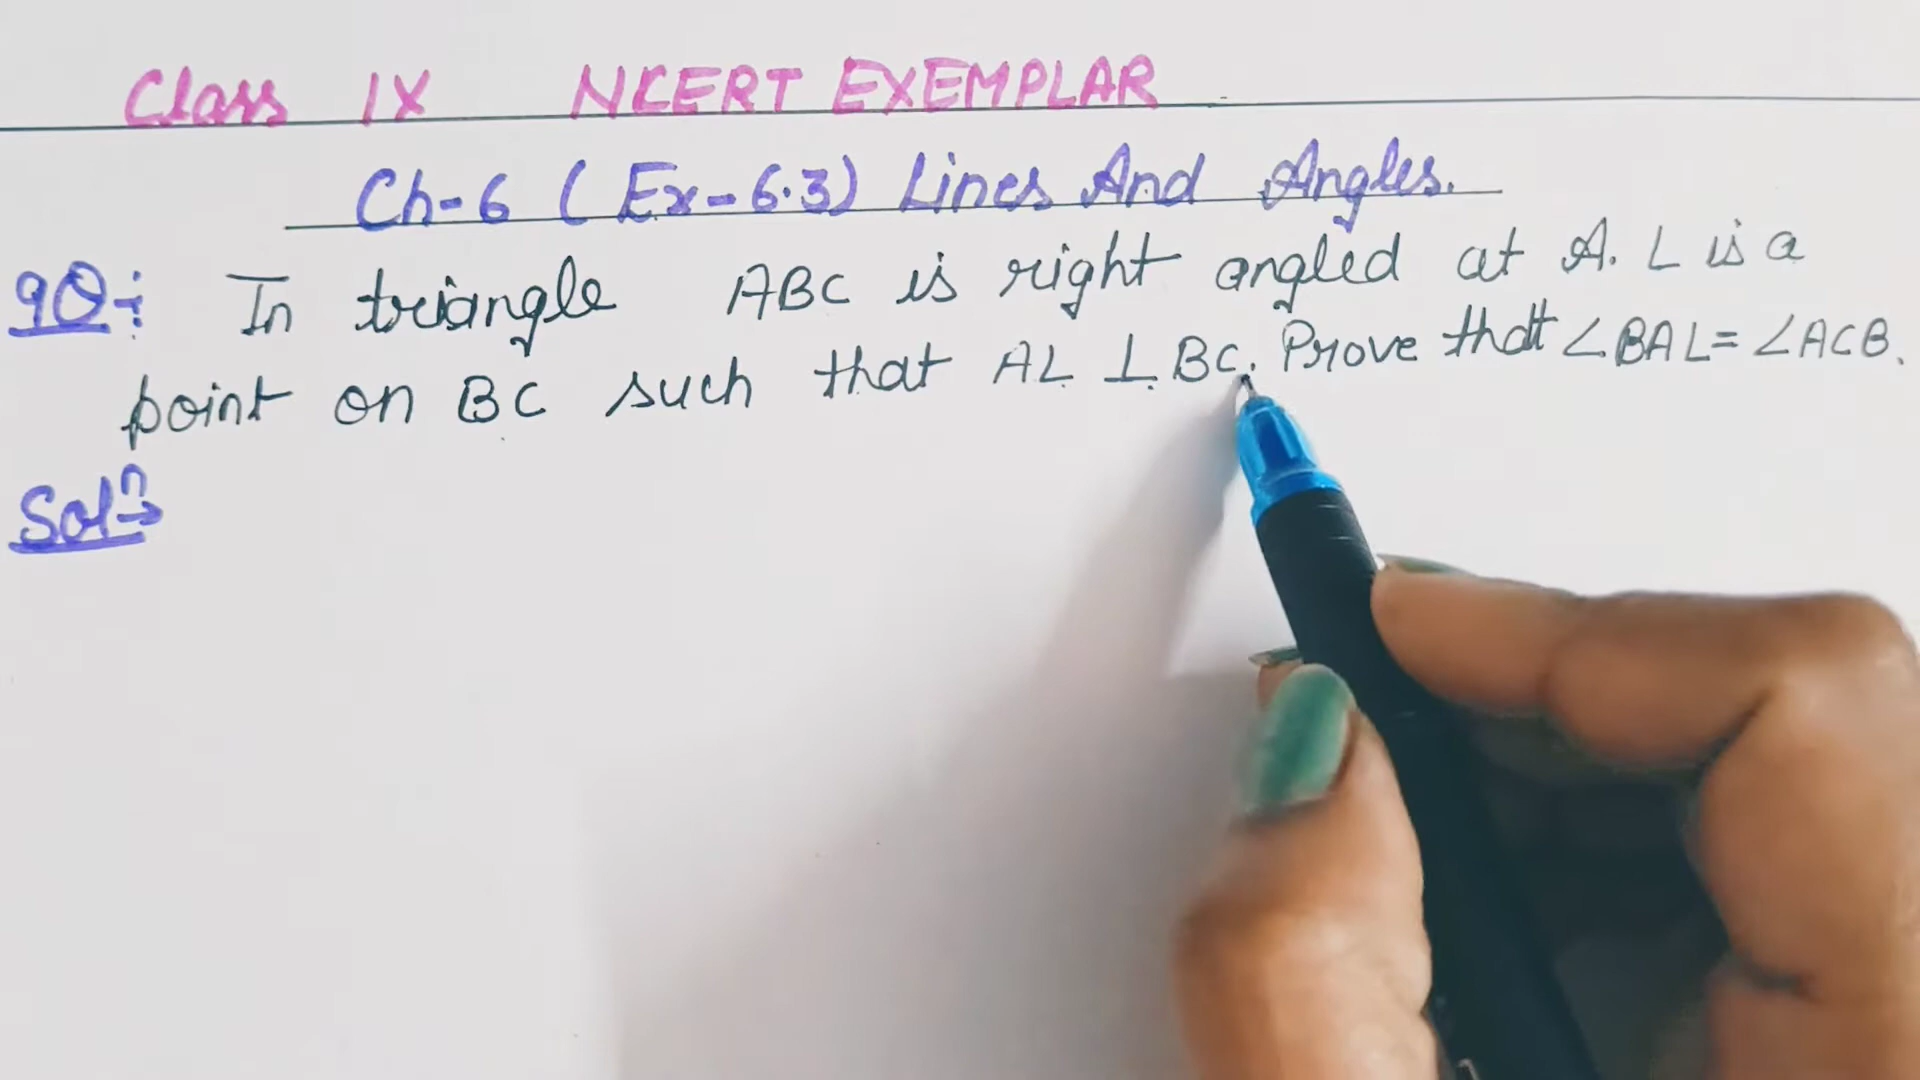 Class IX NCERT EXEMPLAR
Ch-6 (Ex-6.3) Lines And Angles.
9Q:- In triangle ABC is right angled at A. L is a
point on BC such that AL ⊥ BC. Prove that ∠BAL = ∠ACB.
Solⁿ→